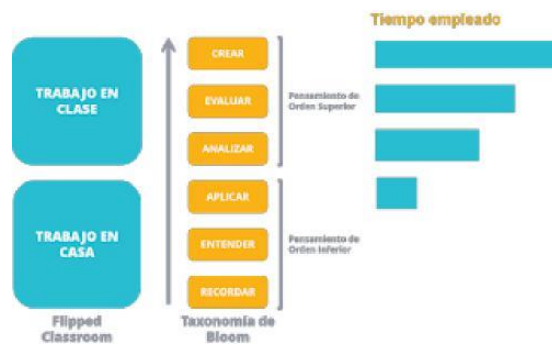 Tiempo empleado
TRABAJO EN
CLASE
CREAR
EVALUAR
ANALIZAR
Pensamiento de
Orden Superior
TRABAJO EN
CASA
APLICAR
ENTENDER
RECORDAR
Pensamiento de
Orden Inferior
Flipped
Classroom
Taxonomía de
Bloom